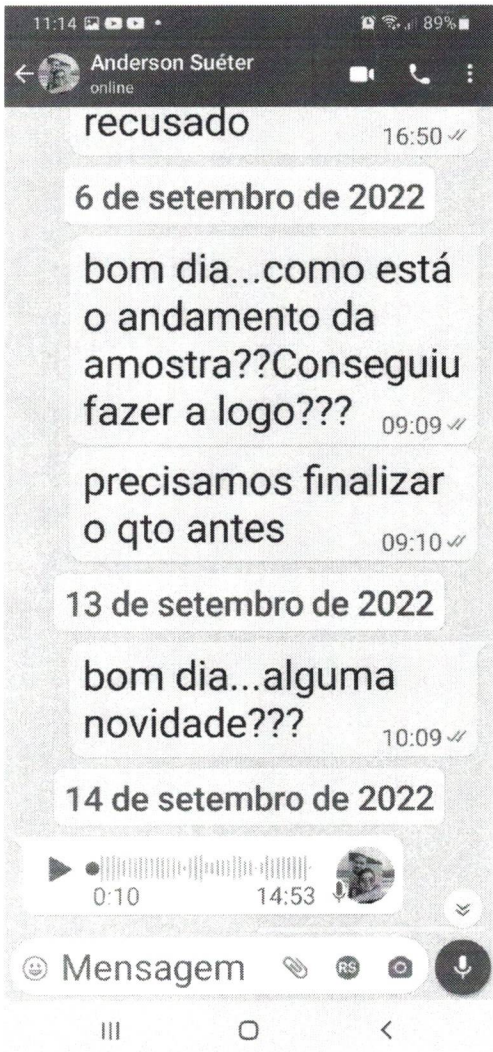 11:14
89%
Anderson Suéter
online
recusado
16:50
6 de setembro de 2022
bom dia...como está
o andamento da
amostra??Conseguiu
fazer a logo???
09:09
precisamos finalizar
o qto antes
09:10
13 de setembro de 2022
bom dia...alguma
novidade???
10:09
14 de setembro de 2022
0:10
14:53
Mensagem
RS